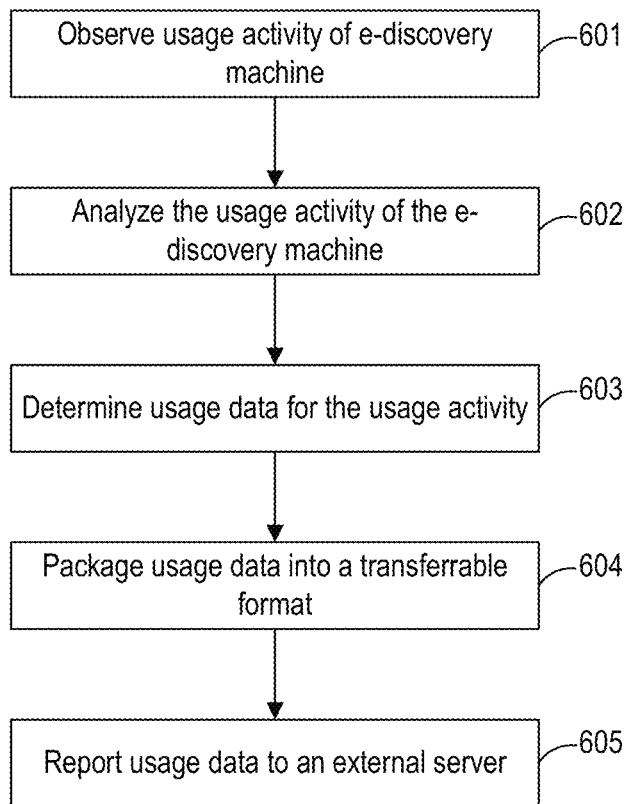 Observe usage activity of e-discovery
machine
601
Analyze the usage activity of the e-
discovery machine
602
Determine usage data for the usage activity
603
Package usage data into a transferrable
format
604
Report usage data to an external server
605